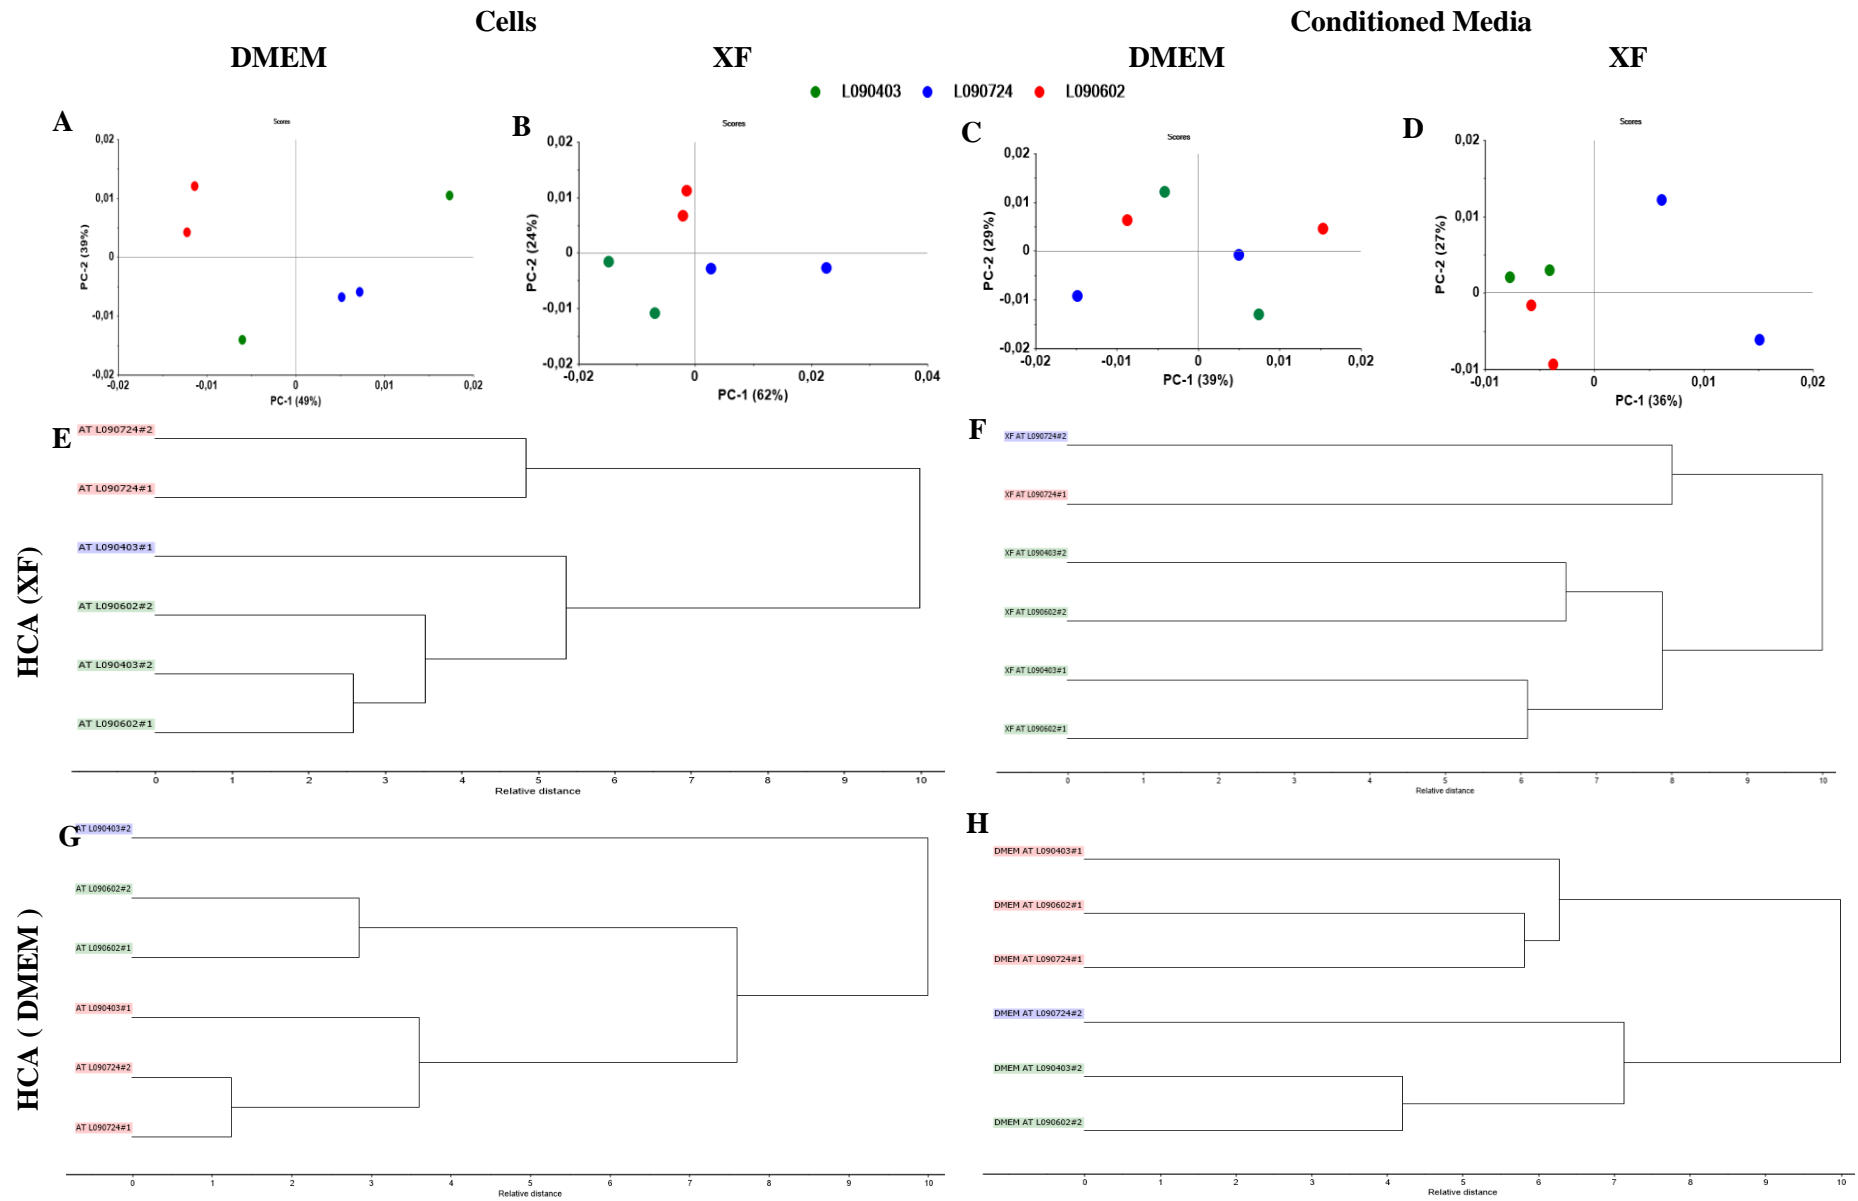 Cells
Conditioned Media
DMEM
XF
DMEM
XF
L090403
L090724
L090602
A
Scores
0,02
0,01
0
-0,01
-0,02
PC-2 (39%)
-0,02
-0,01
0
0,01
0,02
PC-1 (49%)
B
Scores
0,02
0,01
0
-0,01
-0,02
PC-2 (24%)
-0,02
0
0,02
0,04
PC-1 (62%)
C
Scores
0,02
0,01
0
-0,01
-0,02
PC-2 (29%)
-0,02
-0,01
0
0,01
0,02
PC-1 (39%)
D
Scores
0,02
0,01
0
-0,01
PC-2 (27%)
-0,01
0
0,01
0,02
PC-1 (36%)
HCA (XF)
E
AT L090724#2
AT L090724#1
AT L090403#1
AT L090602#2
AT L090403#2
AT L090602#1
0 1 2 3 4 5 6 7 8 9 10
Relative distance
F
XF AT L090724#2
XF AT L090724#1
XF AT L090403#2
XF AT L090602#2
XF AT L090403#1
XF AT L090602#1
0 1 2 3 4 5 6 7 8 9 10
Relative distance
HCA ( DMEM )
G
AT L090403#2
AT L090602#2
AT L090602#1
AT L090403#1
AT L090724#2
AT L090724#1
0 1 2 3 4 5 6 7 8 9 10
Relative distance
H
DMEM AT L090403#1
DMEM AT L090602#1
DMEM AT L090724#1
DMEM AT L090724#2
DMEM AT L090403#2
DMEM AT L090602#2
0 1 2 3 4 5 6 7 8 9 10
Relative distance